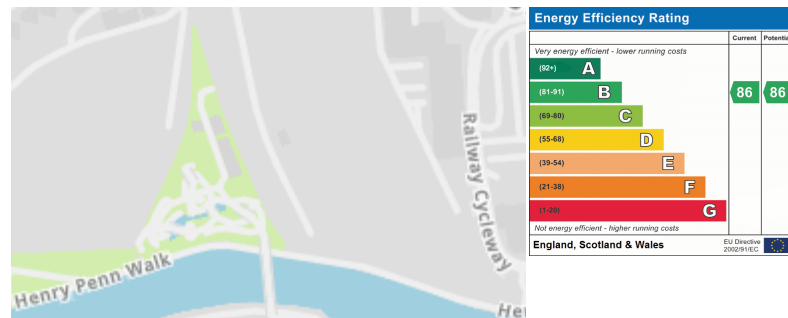 Henry Penn Walk
Railway Cycleway
He
Energy Efficiency Rating
Current Potentia
Very energy efficient - lower running costs
(92+) A
(81-91) B 86 86
(69-80) C
(55-68) D
(39-54) E
(21-38) F
(1-20) G
Not energy efficient - higher running costs
England, Scotland & Wales
EU Directive
2002/91/EC